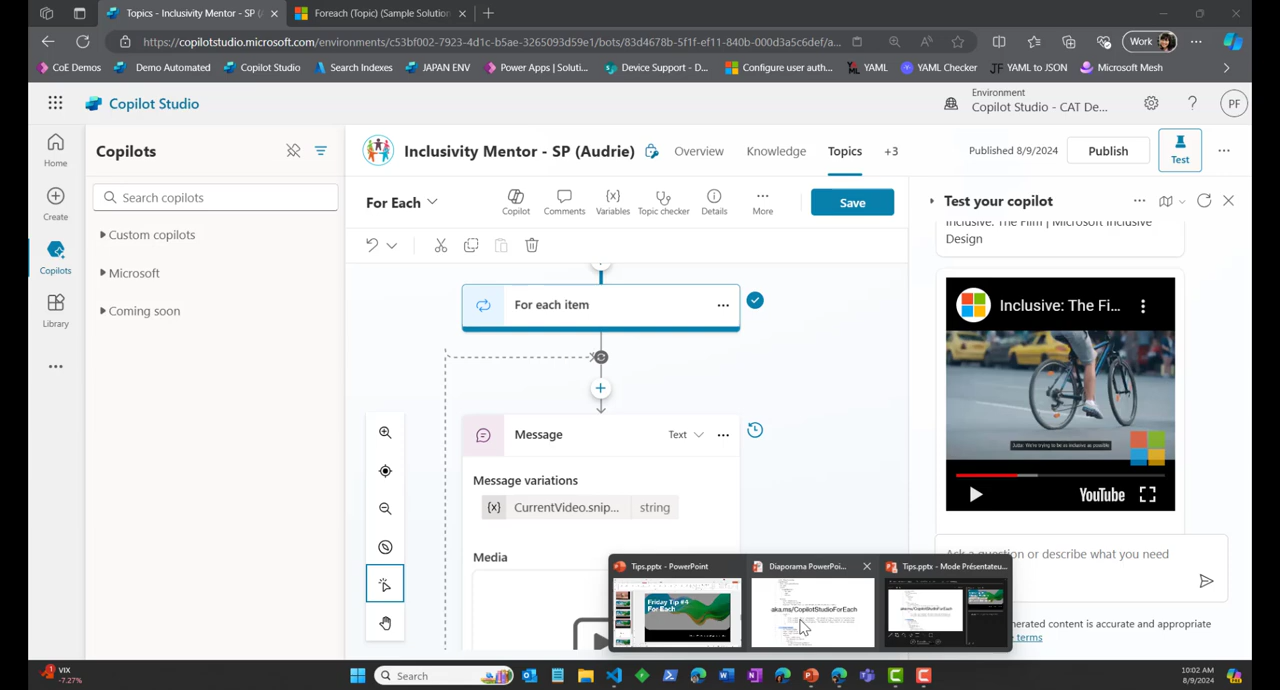 Topics - Inclusivity Mentor - SP (
Foreach (Topic) (Sample Solution
https://copilotstudio.microsoft.com/environments/c53bf002-7923-4d1c-b5ae-3265093d59e1/bots/83d4678b-5f1f-ef11-840b-000d3a5c6def/a...
Work
CoE Demos
Demo Automated
Copilot Studio
Search Indexes
JAPAN ENV
Power Apps | Soluti...
Device Support - D...
Configure user auth...
YAML
YAML Checker
YAML to JSON
Microsoft Mesh
Copilot Studio
Environment
Copilot Studio - CAT De...
PF
Home
Create
Copilots
Library
Copilots
Search copilots
Custom copilots
Microsoft
Coming soon
Inclusivity Mentor - SP (Audrie)
Overview
Knowledge
Topics
+3
Published 8/9/2024
Publish
Test
For Each
Copilot
Comments
Variables
Topic checker
Details
More
Save
For each item
Message
Text
Message variations
{x} CurrentVideo.snip... string
Media
Test your copilot
Inclusive: The Film | Microsoft Inclusive
Design
Inclusive: The Fi...
YouTube
Ask a question or describe what you need
nerated content is accurate and appropriate
terms
Tips.pptx - PowerPoint
Diaporama PowerPoi...
Tips.pptx - Mode Présentateu...
Friday Tip #4
For Each
aka.ms/CopilotStudioForEach
aka.ms/CopilotStudioForEach
VIX
-7.27%
Search
10:02 AM
8/9/2024